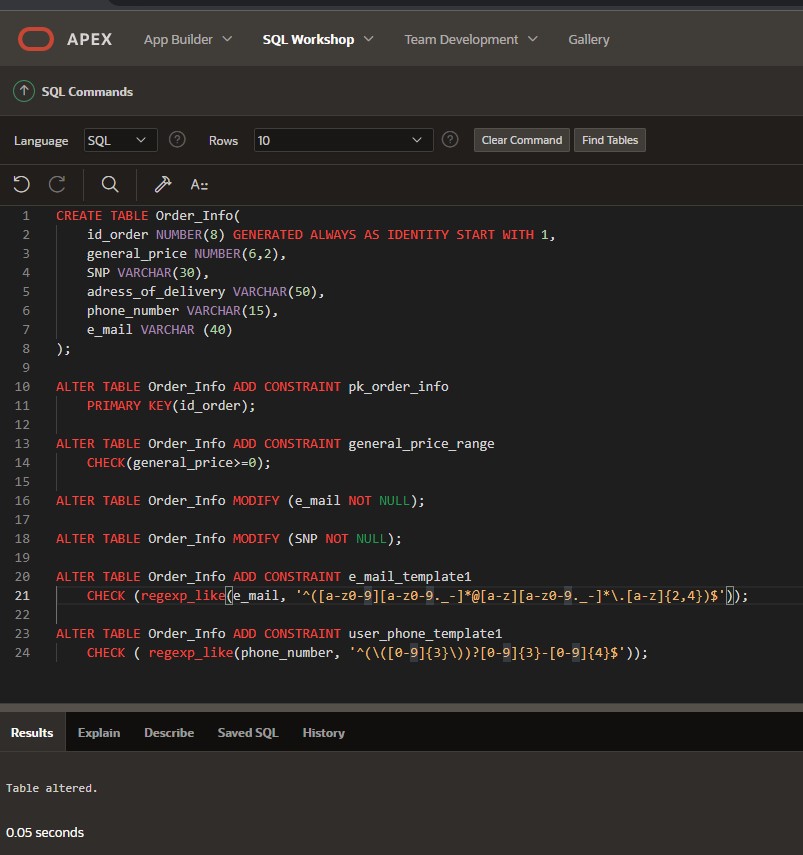 APEX App Builder SQL Workshop Team Development Gallery
SQL Commands
Language SQL ? Rows 10 ? Clear Command Find Tables
A::
1 CREATE TABLE Order_Info(
2 id_order NUMBER(8) GENERATED ALWAYS AS IDENTITY START WITH 1,
3 general_price NUMBER(6,2),
4 SNP VARCHAR(30),
5 adress_of_delivery VARCHAR(50),
6 phone_number VARCHAR(15),
7 e_mail VARCHAR (40)
8 );
9
10 ALTER TABLE Order_Info ADD CONSTRAINT pk_order_info
11 PRIMARY KEY(id_order);
12
13 ALTER TABLE Order_Info ADD CONSTRAINT general_price_range
14 CHECK(general_price>=0);
15
16 ALTER TABLE Order_Info MODIFY (e_mail NOT NULL);
17
18 ALTER TABLE Order_Info MODIFY (SNP NOT NULL);
19
20 ALTER TABLE Order_Info ADD CONSTRAINT e_mail_template1
21 CHECK (regexp_like(e_mail, '^([a-z0-9][a-z0-9._-]*@[a-z][a-z0-9._-]*\.[a-z]{2,4})$'));
22
23 ALTER TABLE Order_Info ADD CONSTRAINT user_phone_template1
24 CHECK ( regexp_like(phone_number, '^(\([0-9]{3}\))?[0-9]{3}-[0-9]{4}$'));
Results Explain Describe Saved SQL History
Table altered.
0.05 seconds